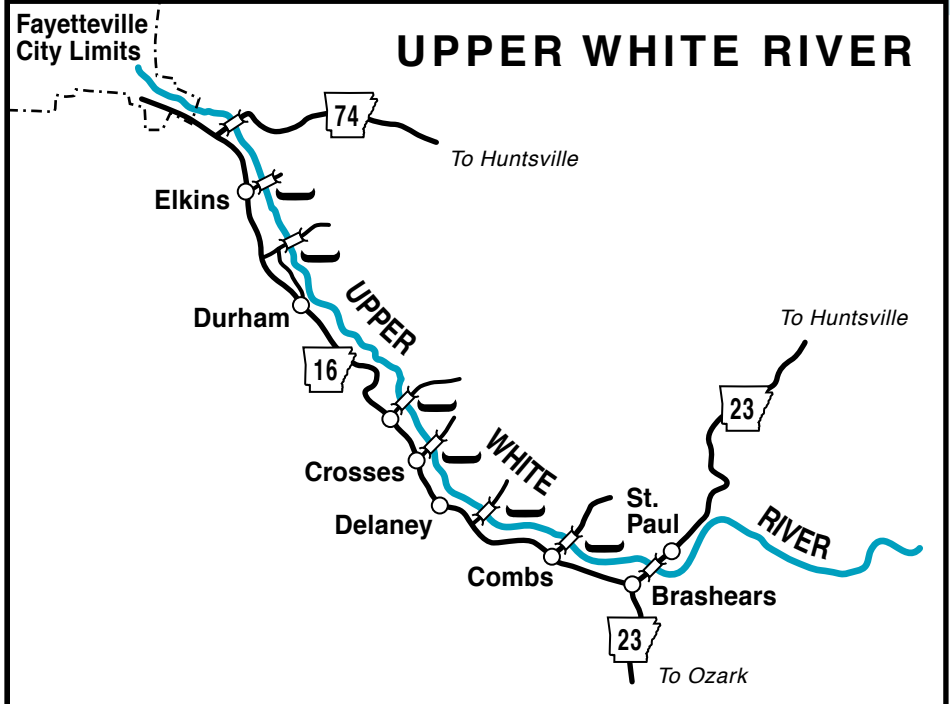 Fayetteville
City Limits
UPPER WHITE RIVER
74
To Huntsville
Elkins
UPPER
Durham
To Huntsville
16
23
Crosses
WHITE
St.
Paul
Delaney
RIVER
Combs
Brashears
23
To Ozark